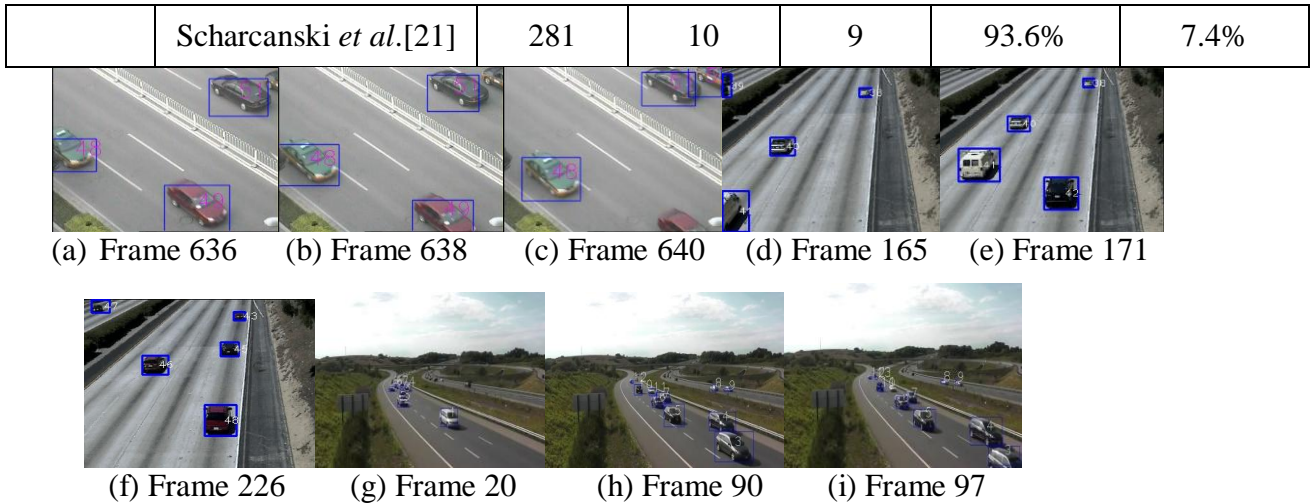 Scharcanski et al.[21] 281 10 9 93.6% 7.4%
(a) Frame 636 (b) Frame 638 (c) Frame 640 (d) Frame 165 (e) Frame 171
(f) Frame 226 (g) Frame 20 (h) Frame 90 (i) Frame 97